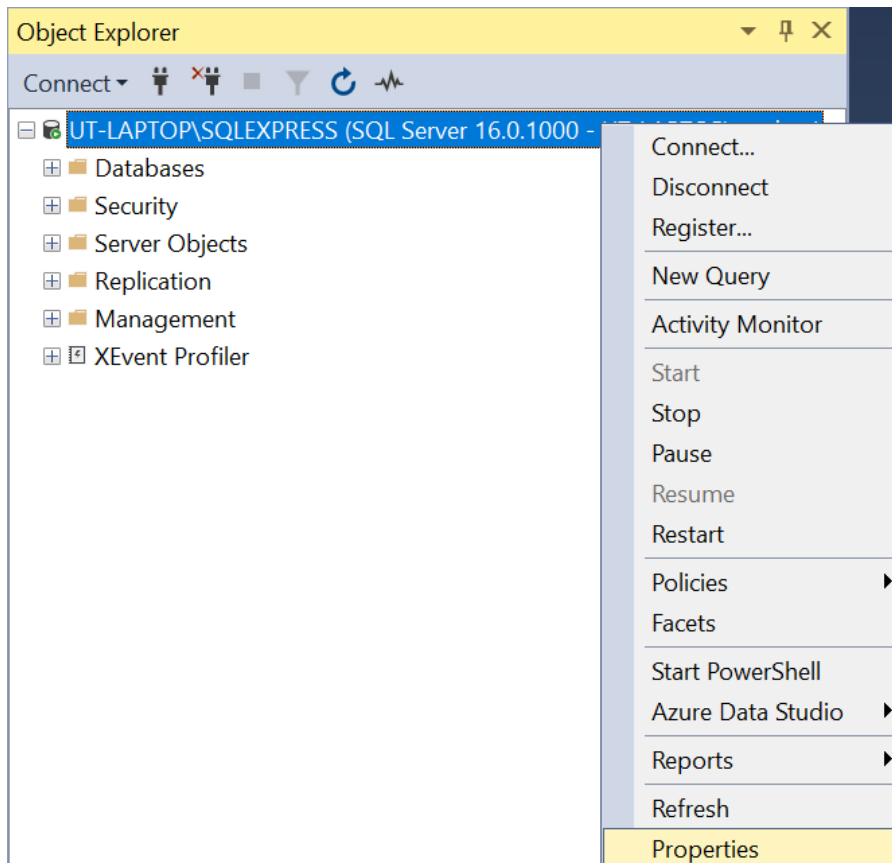 Object Explorer
Connect
UT-LAPTOP\SQLEXPRESS (SQL Server 16.0.1000 -
Databases
Security
Server Objects
Replication
Management
XEvent Profiler
Connect...
Disconnect
Register...
New Query
Activity Monitor
Start
Stop
Pause
Resume
Restart
Policies
Facets
Start PowerShell
Azure Data Studio
Reports
Refresh
Properties